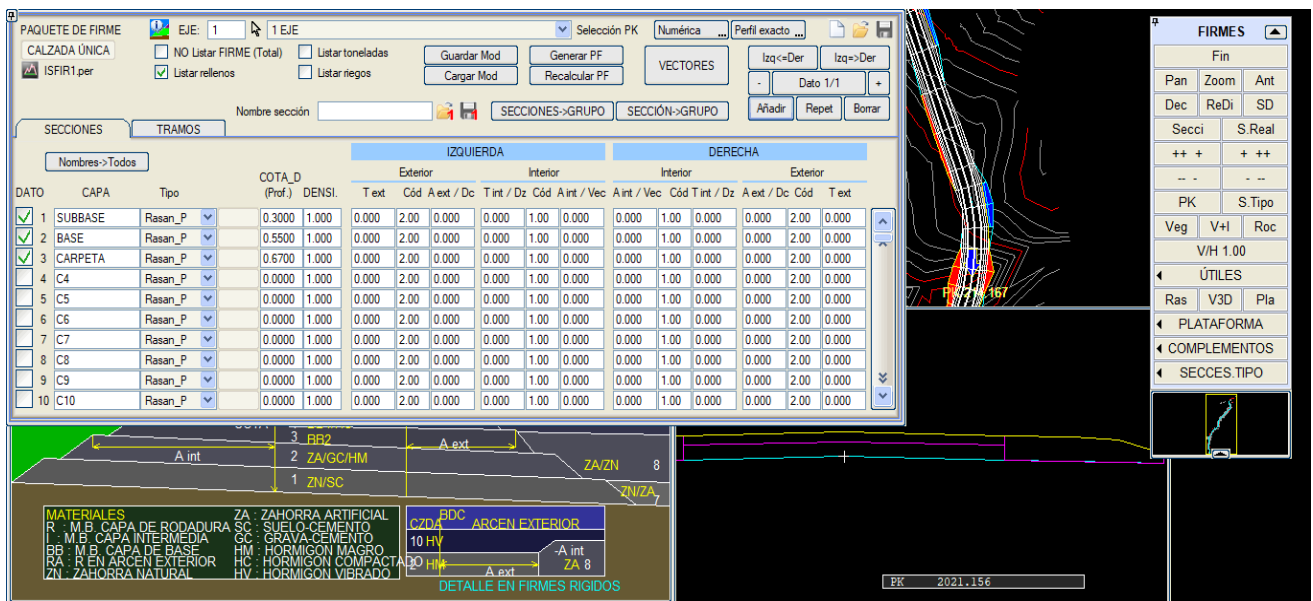 PAQUETE DE FIRME EJE: 1 1 EJE Selección PK Numérica ... Perfil exacto ...
CALZADA ÚNICA NO Listar FIRME (Total) Listar toneladas Guardar Mod Generar PF VECTORES Izq<=Der Izq=>Der
ISFIR1.per Listar rellenos Listar riegos Cargar Mod Recalcular PF - Dato 1/1 +
Nombre sección SECCIONES->GRUPO SECCIÓN->GRUPO Añadir Repet Borrar
SECCIONES TRAMOS
Nombres->Todos IZQUIERDA DERECHA
COTA_D Exterior Interior Interior Exterior
DATO CAPA Tipo (Prof.) DENSI. T ext Cód A ext / Dc T int / Dz Cód A int / Vec A int / Vec Cód T int / Dz A ext / Dc Cód T ext
1 SUBBASE Rasan_P 0.3000 1.000 0.000 2.00 0.000 0.000 1.00 0.000 0.000 1.00 0.000 0.000 2.00 0.000
2 BASE Rasan_P 0.5500 1.000 0.000 2.00 0.000 0.000 1.00 0.000 0.000 1.00 0.000 0.000 2.00 0.000
3 CARPETA Rasan_P 0.6700 1.000 0.000 2.00 0.000 0.000 1.00 0.000 0.000 1.00 0.000 0.000 2.00 0.000
4 C4 Rasan_P 0.0000 1.000 0.000 2.00 0.000 0.000 1.00 0.000 0.000 1.00 0.000 0.000 2.00 0.000
5 C5 Rasan_P 0.0000 1.000 0.000 2.00 0.000 0.000 1.00 0.000 0.000 1.00 0.000 0.000 2.00 0.000
6 C6 Rasan_P 0.0000 1.000 0.000 2.00 0.000 0.000 1.00 0.000 0.000 1.00 0.000 0.000 2.00 0.000
7 C7 Rasan_P 0.0000 1.000 0.000 2.00 0.000 0.000 1.00 0.000 0.000 1.00 0.000 0.000 2.00 0.000
8 C8 Rasan_P 0.0000 1.000 0.000 2.00 0.000 0.000 1.00 0.000 0.000 1.00 0.000 0.000 2.00 0.000
9 C9 Rasan_P 0.0000 1.000 0.000 2.00 0.000 0.000 1.00 0.000 0.000 1.00 0.000 0.000 2.00 0.000
10 C10 Rasan_P 0.0000 1.000 0.000 2.00 0.000 0.000 1.00 0.000 0.000 1.00 0.000 0.000 2.00 0.000
FIRMES
Fin
Pan Zoom Ant
Dec ReDi SD
Secci S.Real
++ + + ++
-- - - --
PK S.Tipo
Veg V+I Roc
V/H 1.00
ÚTILES
Ras V3D Pla
PLATAFORMA
COMPLEMENTOS
SECCES.TIPO
3 BB2 A ext
A int 2 ZA/GC/HM ZA/ZN 8
1 ZN/SC ZN/ZA 7
MATERIALES ZA : ZAHORRA ARTIFICIAL
R : M.B. CAPA DE RODADURA SC : SUELO-CEMENTO
I : M.B. CAPA INTERMEDIA GC : GRAVA-CEMENTO
BB : M.B. CAPA DE BASE HM : HORMIGON MAGRO
RA : R EN ARCEN EXTERIOR HC : HORMIGON COMPACTADO
ZN : ZAHORRA NATURAL HV : HORMIGON VIBRADO
BDC
CZDA ARCEN EXTERIOR
10 HV
-A int
HM A ext ZA 8
DETALLE EN FIRMES RIGIDOS
PK 2021.156